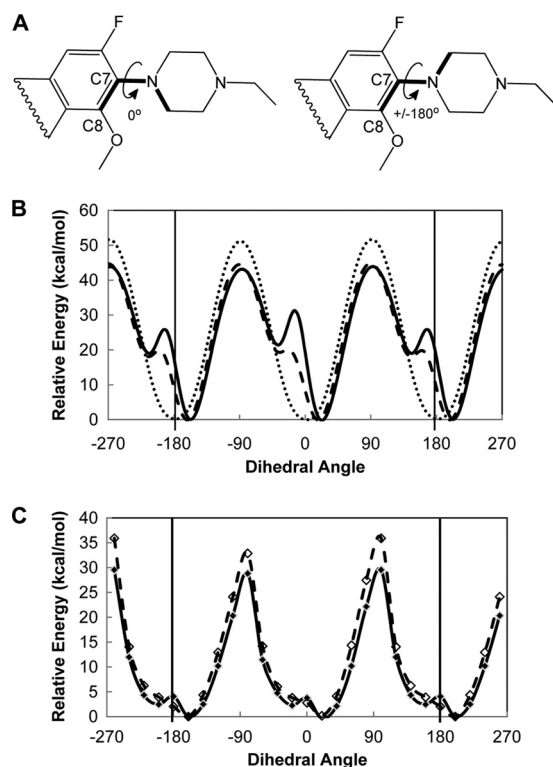 A
F
C7
N
N
C8
O
0º
F
C7
N
N
C8
O
+/-180º
B
Relative Energy (kcal/mol)
60
50
40
30
20
10
0
-270 -180 -90 0 90 180 270
Dihedral Angle
C
Relative Energy (kcal/mol)
40
35
30
25
20
15
10
5
0
-270 -180 -90 0 90 180 270
Dihedral Angle